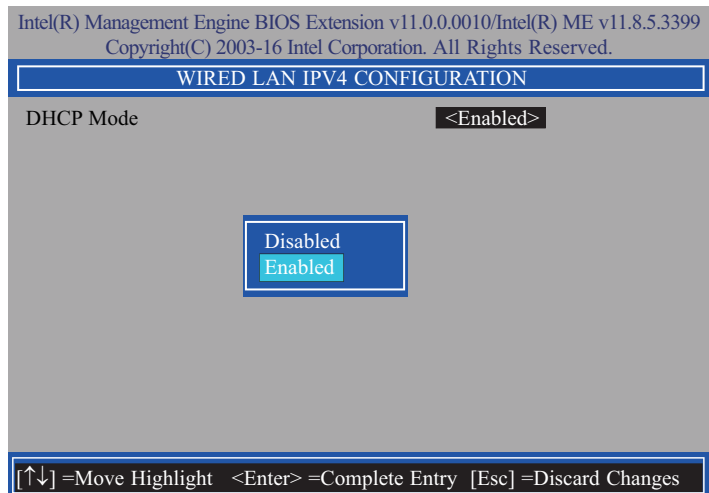 Intel(R) Management Engine BIOS Extension v11.0.0.0010/Intel(R) ME v11.8.5.3399
Copyright(C) 2003-16 Intel Corporation. All Rights Reserved.
WIRED LAN IPV4 CONFIGURATION
DHCP Mode <Enabled>
Disabled
Enabled
[↑↓] =Move Highlight <Enter> =Complete Entry [Esc] =Discard Changes